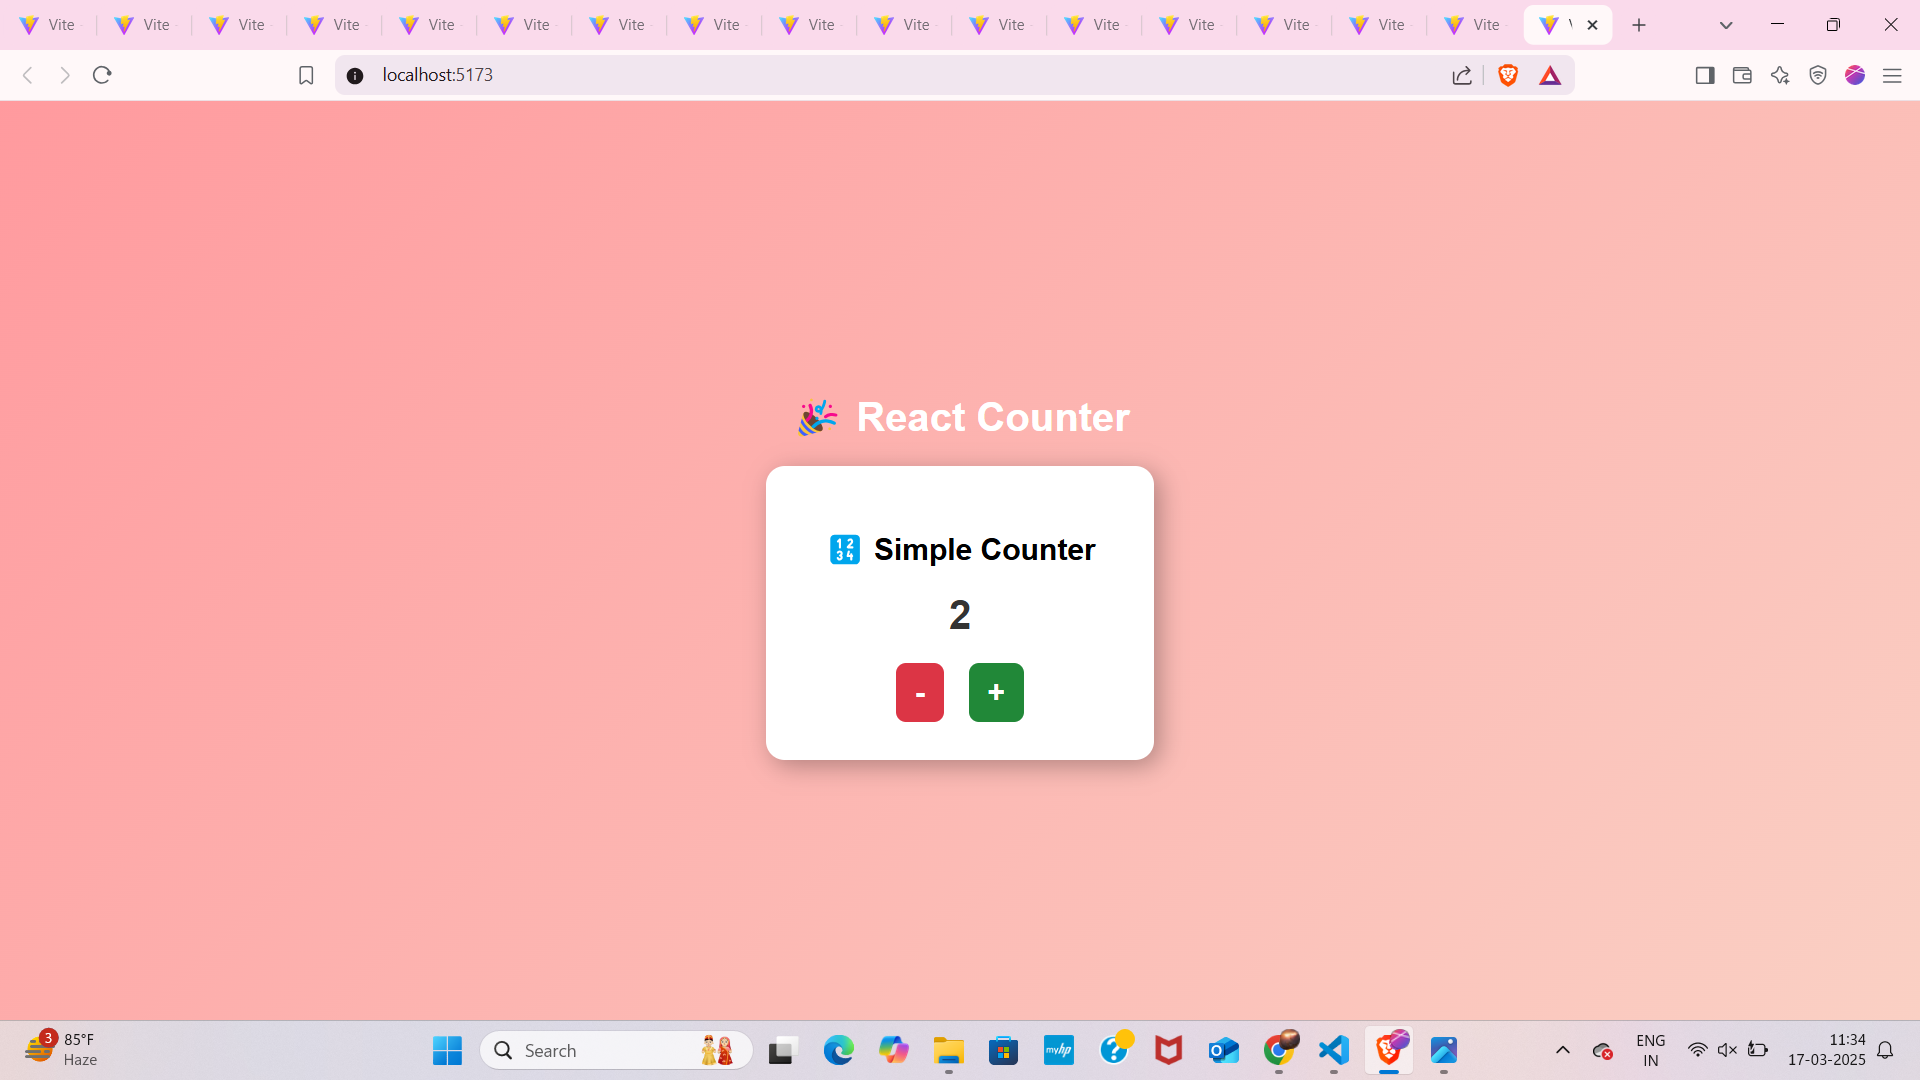 Vite Vite Vite Vite Vite Vite Vite Vite Vite Vite Vite Vite Vite Vite Vite Vite
localhost:5173
🎉 React Counter
🔢 Simple Counter
2
- +
3 85°F
Haze
Search
myhp
ENG
IN
11:34
17-03-2025